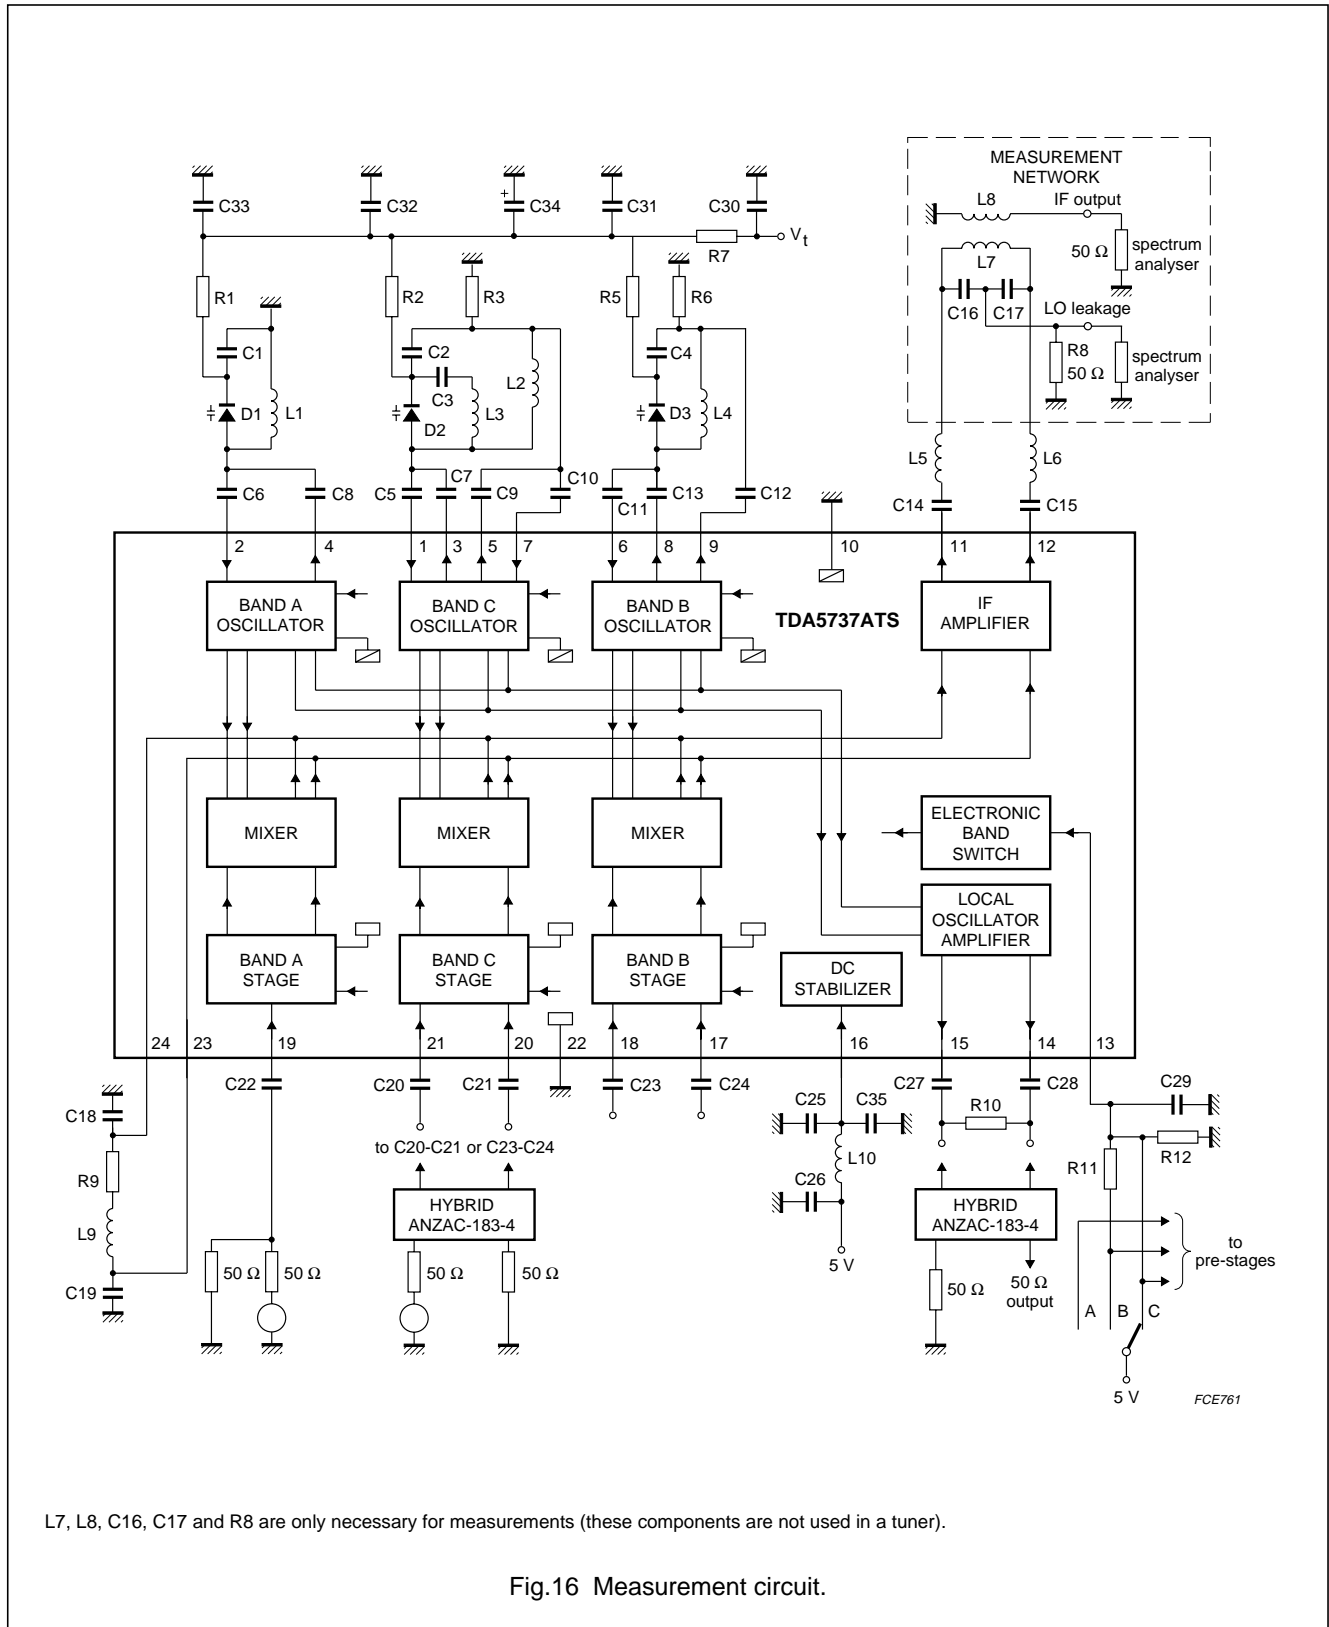 MEASUREMENT
NETWORK
L8 IF output
50 Ω spectrum
analyser
L7
C16 C17 LO leakage
R8
50 Ω spectrum
analyser
C33 C32 + C34 C31 C30
R7 Vt
R1 R2 R3 R5 R6
C1 C2 C3 L2 C4
D1 L1 D2 L3 D3 L4
L5 L6
C6 C8 C5 C7 C9 C10 C11 C13 C12 C14 C15
2 4 1 3 5 7 6 8 9 10 11 12
BAND A
OSCILLATOR
BAND C
OSCILLATOR
BAND B
OSCILLATOR
TDA5737ATS
IF
AMPLIFIER
MIXER MIXER MIXER
ELECTRONIC
BAND
SWITCH
LOCAL
OSCILLATOR
AMPLIFIER
BAND A
STAGE
BAND C
STAGE
BAND B
STAGE
DC
STABILIZER
24 23 19 21 20 22 18 17 16 15 14 13
C22 C20 C21 C23 C24 C27 C28 C29
C18 C25 C35 R10
to C20-C21 or C23-C24
R9 L10 R11 R12
C26
HYBRID
ANZAC-183-4
HYBRID
ANZAC-183-4
L9
C19
50 Ω 50 Ω 50 Ω 50 Ω
5 V
50 Ω
50 Ω
output
to
pre-stages
A B C
5 V
FCE761
L7, L8, C16, C17 and R8 are only necessary for measurements (these components are not used in a tuner).
Fig.16 Measurement circuit.